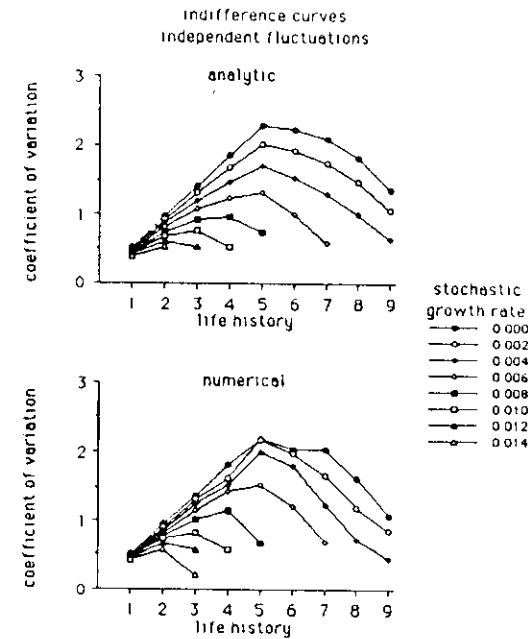 indifference curves
independent fluctuations
analytic
3
2
1
0
coefficient of variation
1 2 3 4 5 6 7 8 9
life history
stochastic
growth rate
0 000
0 002
0 004
0 006
0 008
0 010
0 012
0 014
numerical
3
2
1
0
coefficient of variation
1 2 3 4 5 6 7 8 9
life history